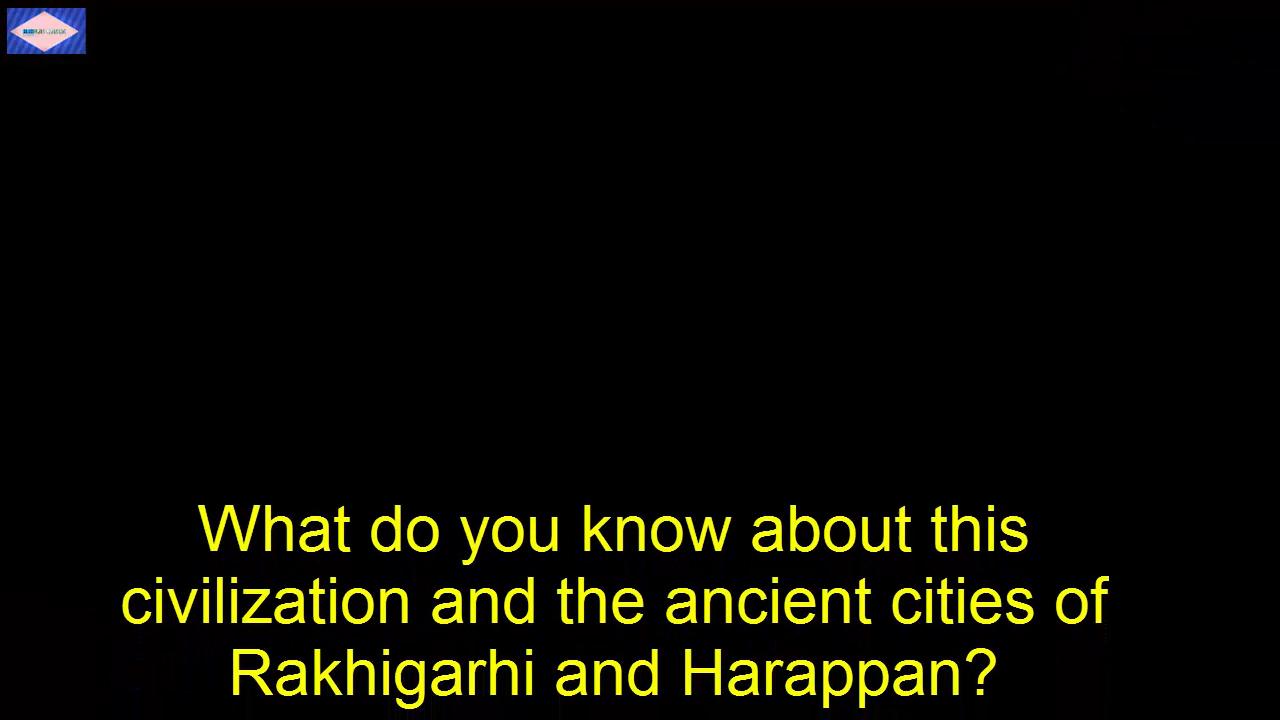 What do you know about this
civilization and the ancient cities of
Rakhigarhi and Harappan?